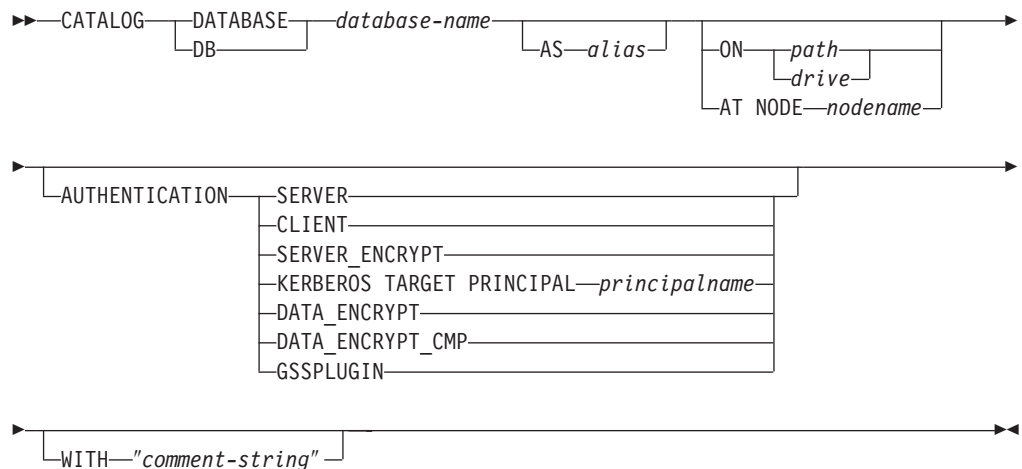 CATALOG DATABASE database-name
DB AS alias ON path
drive
AT NODE nodename
AUTHENTICATION SERVER
CLIENT
SERVER_ENCRYPT
KERBEROS TARGET PRINCIPAL principalname
DATA_ENCRYPT
DATA_ENCRYPT_CMP
GSSPLUGIN
WITH "comment-string"